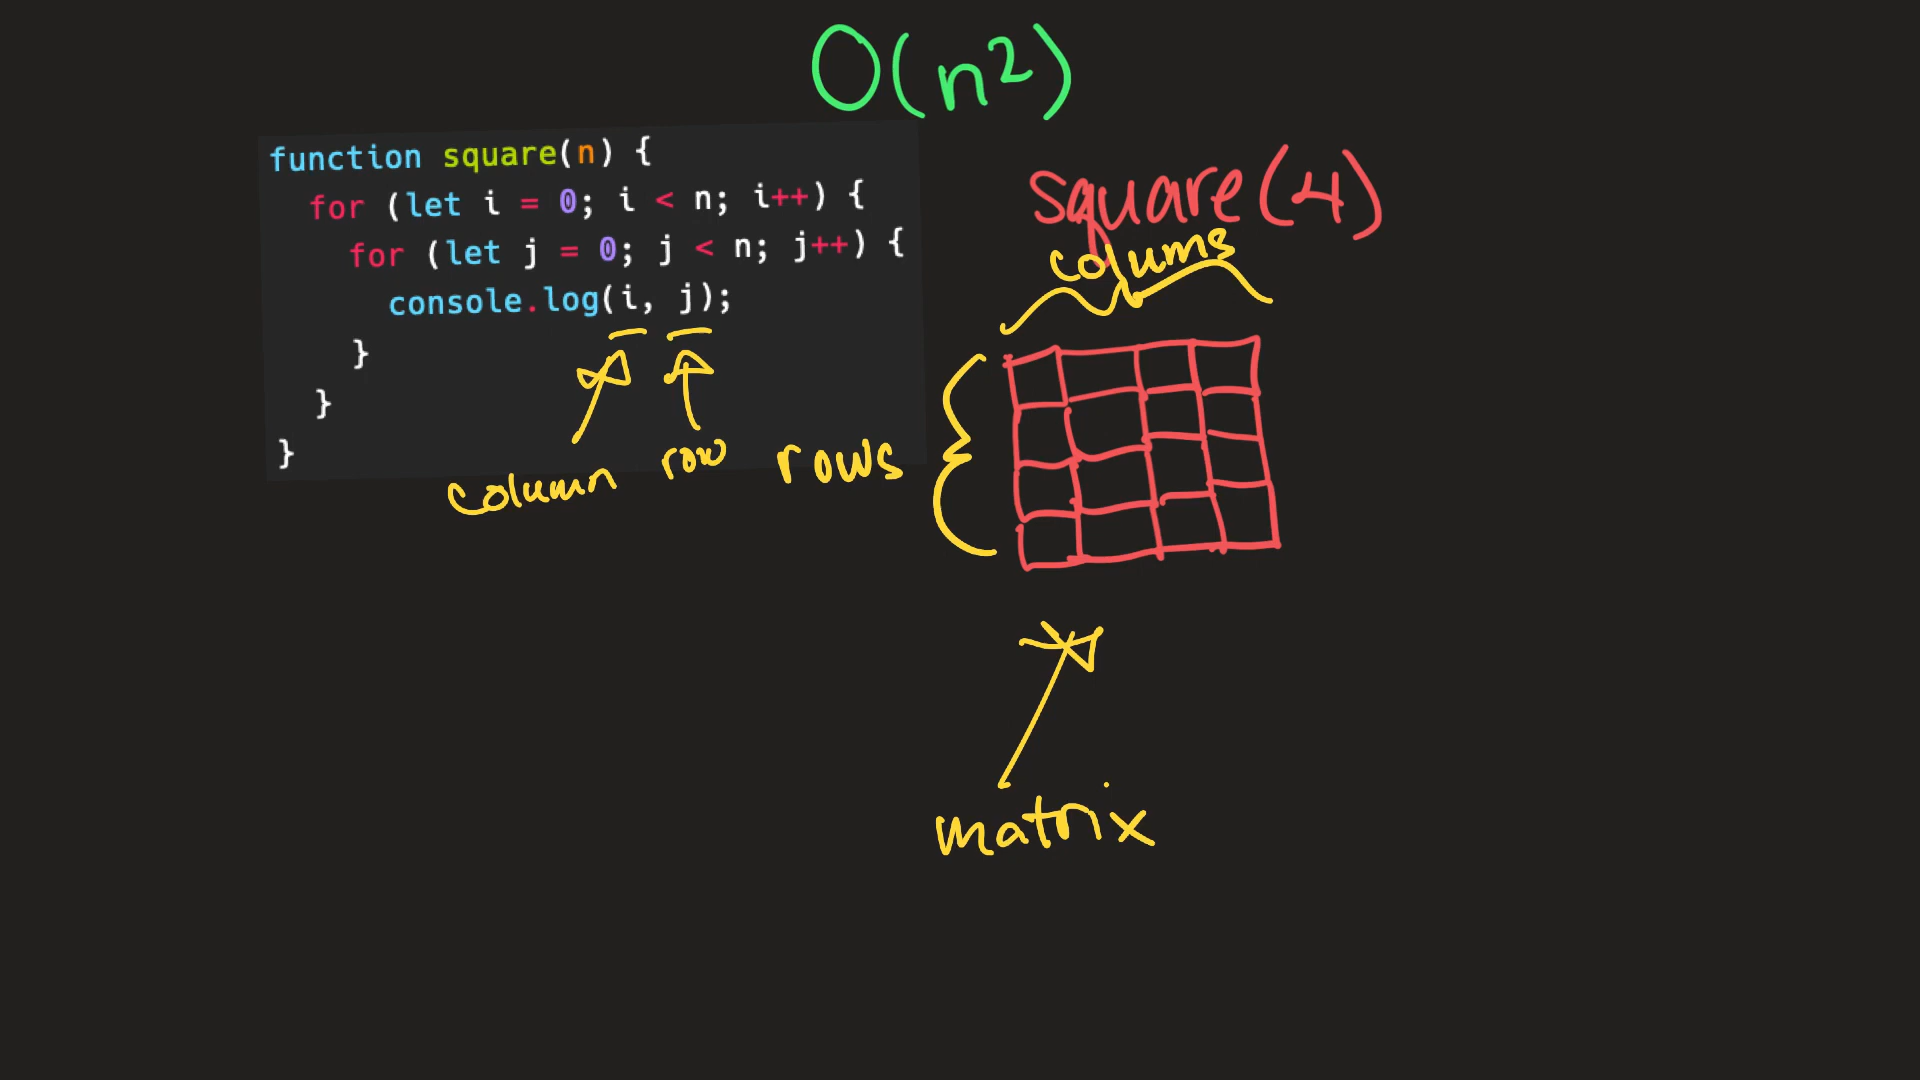 O(n²)
function square(n) {
for (let i = 0; i < n; i++) {
for (let j = 0; j < n; j++) {
console.log(i, j);
}
}
}
column
row
rows
square(4)
colums
matrix